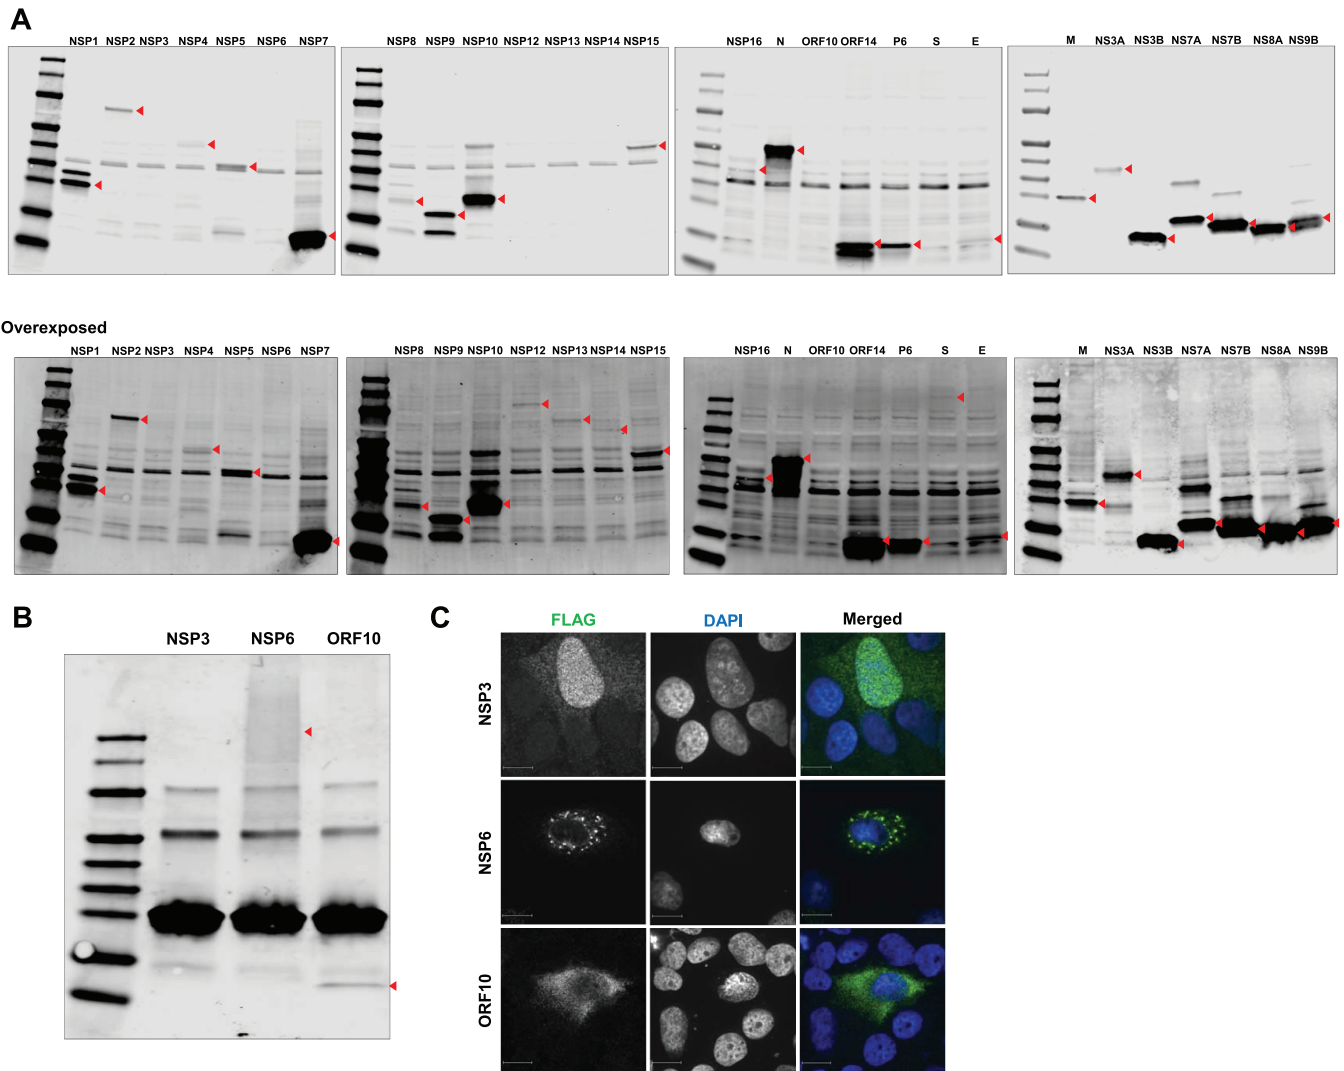 A
NSP1 NSP2 NSP3 NSP4 NSP5 NSP6 NSP7
NSP8 NSP9 NSP10 NSP12 NSP13 NSP14 NSP15
NSP16 N ORF10 ORF14 P6 S E
M NS3A NS3B NS7A NS7B NS8A NS9B
Overexposed
NSP1 NSP2 NSP3 NSP4 NSP5 NSP6 NSP7
NSP8 NSP9 NSP10 NSP12 NSP13 NSP14 NSP15
NSP16 N ORF10 ORF14 P6 S E
M NS3A NS3B NS7A NS7B NS8A NS9B
B
NSP3 NSP6 ORF10
C
FLAG DAPI Merged
NSP3
NSP6
ORF10